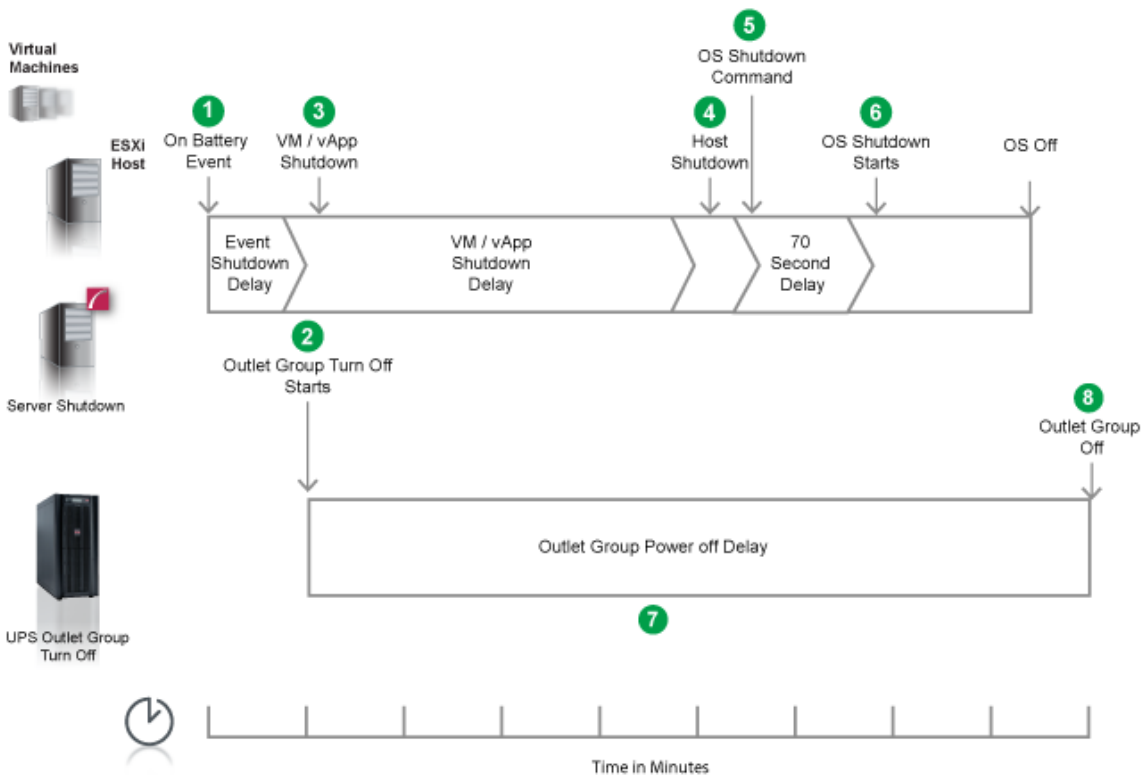 Virtual
Machines
5
OS Shutdown
Command
1
On Battery
Event
3
VM / vApp
Shutdown
4
Host
Shutdown
6
OS Shutdown
Starts
OS Off
ESXi
Host
Event
Shutdown
Delay
VM / vApp
Shutdown
Delay
70
Second
Delay
2
Outlet Group Turn Off
Starts
Server Shutdown
8
Outlet Group
Off
Outlet Group Power off Delay
7
UPS Outlet Group
Turn Off
Time in Minutes